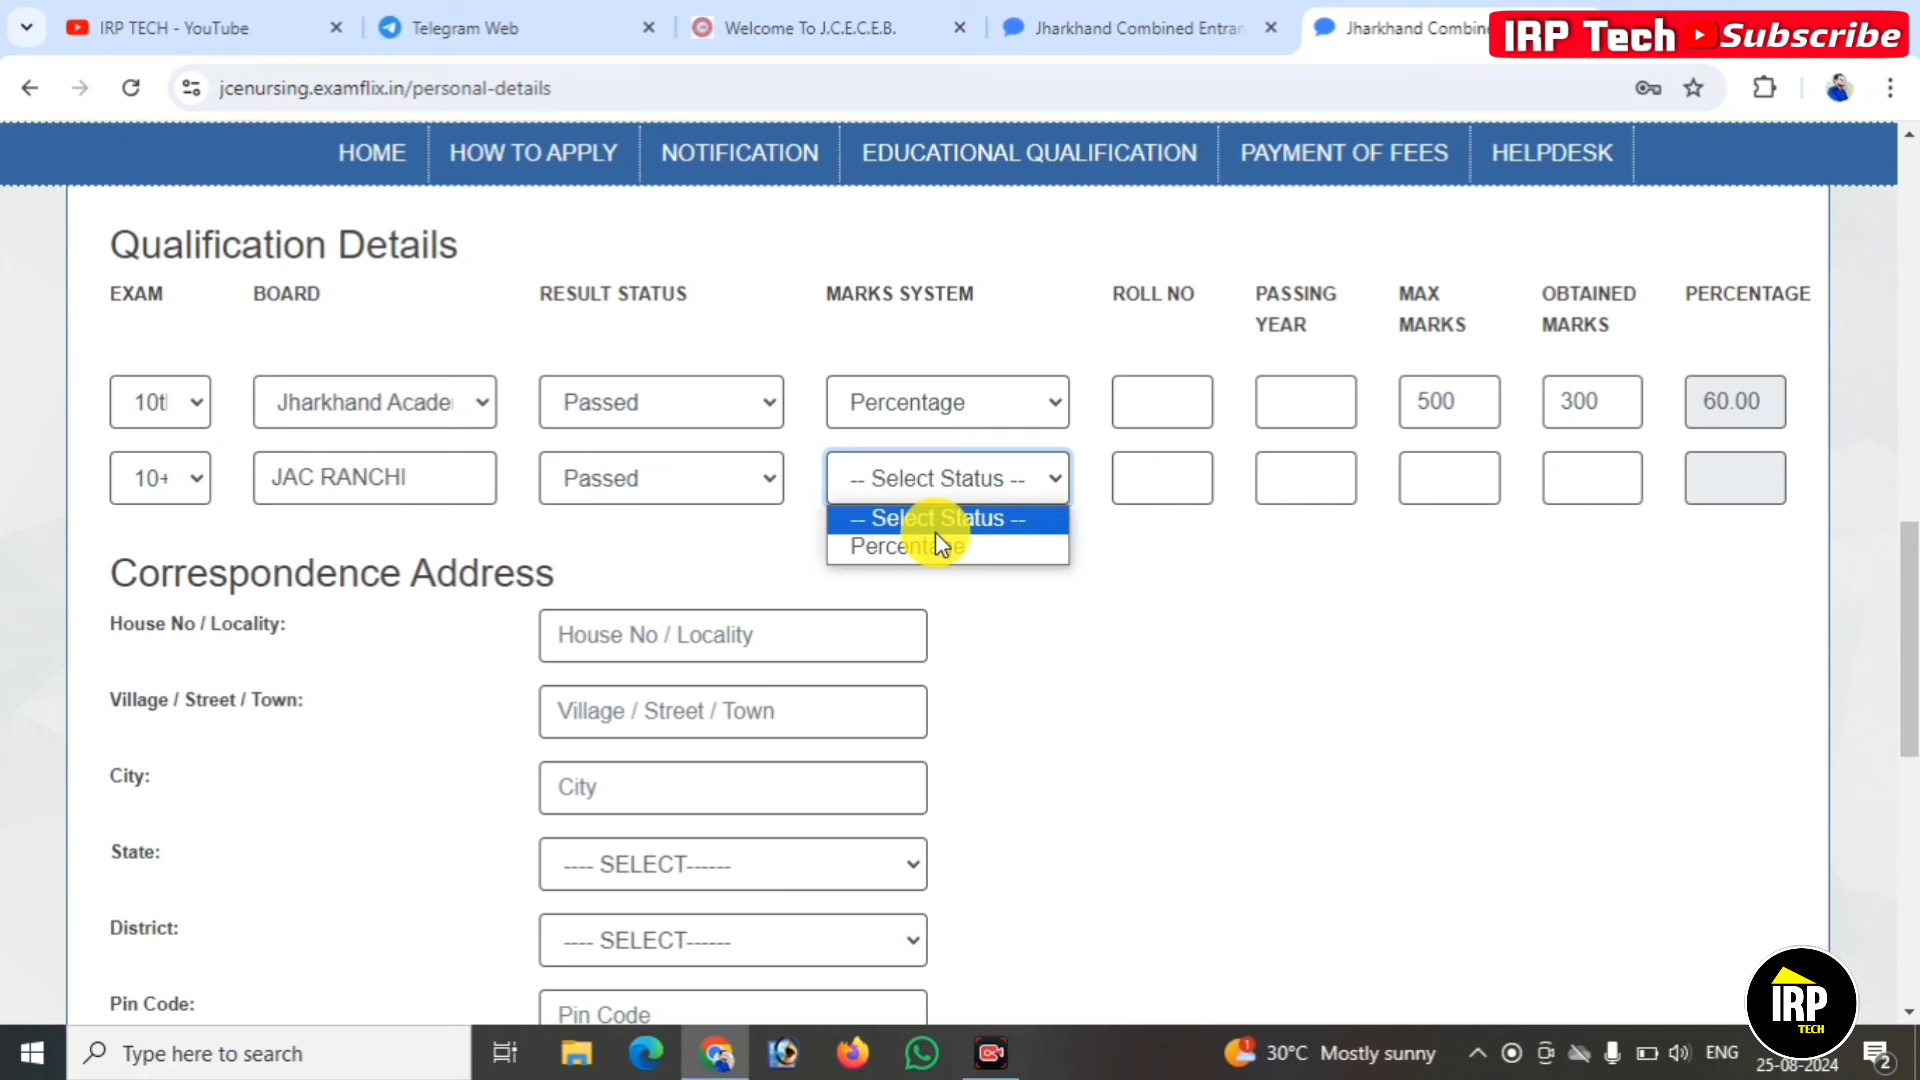 IRP TECH - YouTube
Telegram Web
Welcome To J.C.E.C.E.B.
Jharkhand Combined Entran
Jharkhand Combine
IRP Tech Subscribe
jcenursing.examflix.in/personal-details
HOME
HOW TO APPLY
NOTIFICATION
EDUCATIONAL QUALIFICATION
PAYMENT OF FEES
HELPDESK
Qualification Details
EXAM
BOARD
RESULT STATUS
MARKS SYSTEM
ROLL NO
PASSING
YEAR
MAX
MARKS
OBTAINED
MARKS
PERCENTAGE
10t
Jharkhand Acade
Passed
Percentage
500
300
60.00
10+
JAC RANCHI
Passed
-- Select Status --
-- Select Status --
Percentage
Correspondence Address
House No / Locality:
House No / Locality
Village / Street / Town:
Village / Street / Town
City:
City
State:
---- SELECT------
District:
---- SELECT------
Pin Code:
Pin Code
IRP
TECH
Type here to search
1
30°C Mostly sunny
ENG
25-08-2024
2